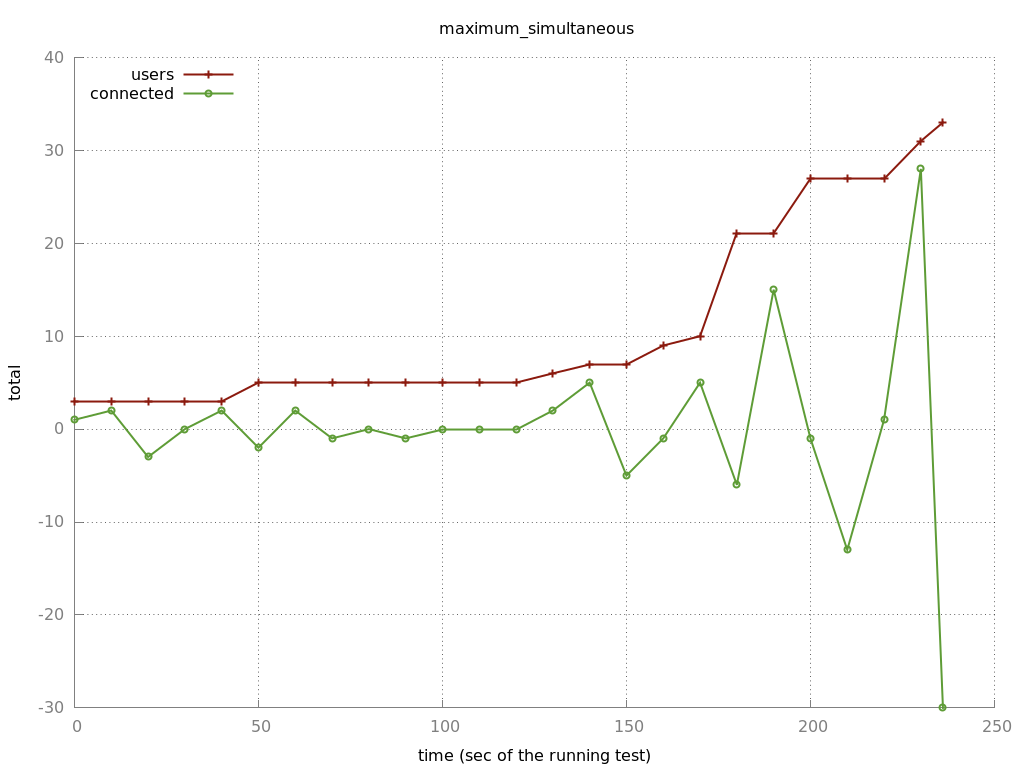 maximum_simultaneous
users
connected
40
30
20
10
0
-10
-20
-30
total
0 50 100 150 200 250
time (sec of the running test)